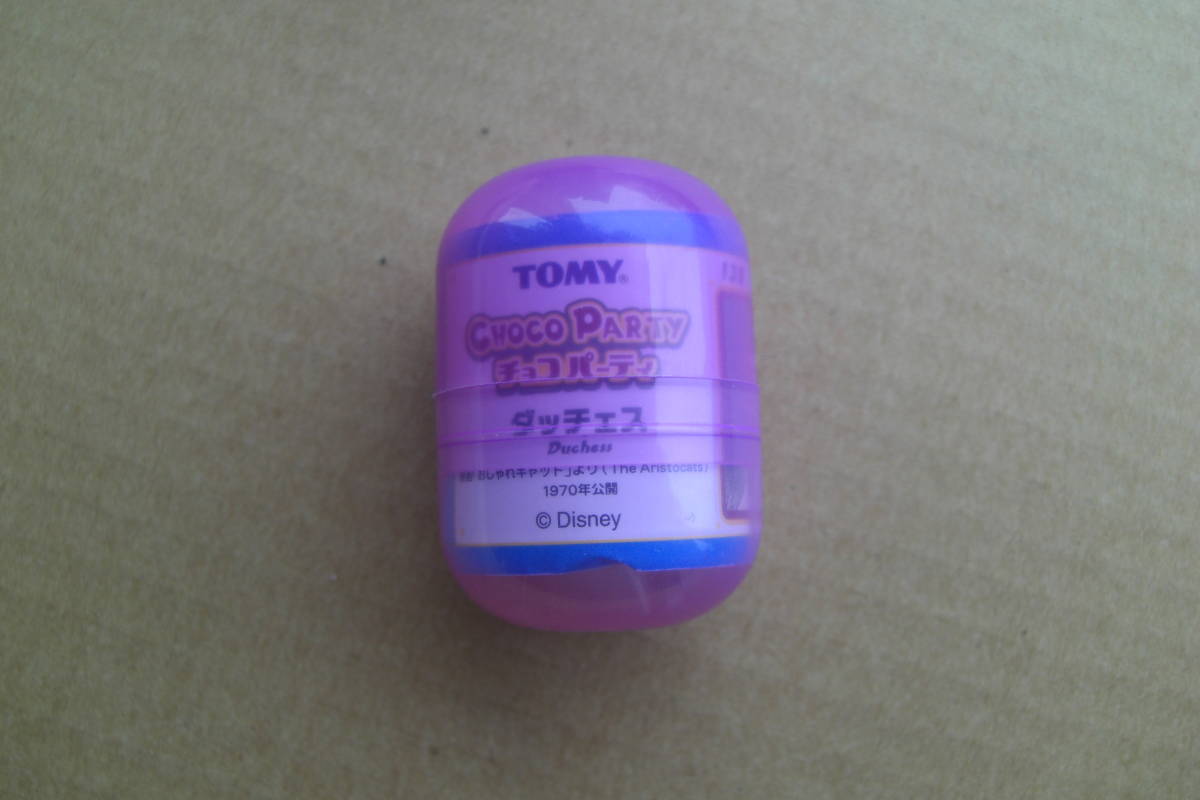 TOMY®
CHOCO PARTY
チョコパーティ
ダッチェス
Duchess
おしゃれキャット」より(The Aristocats)
1970年公開
© Disney